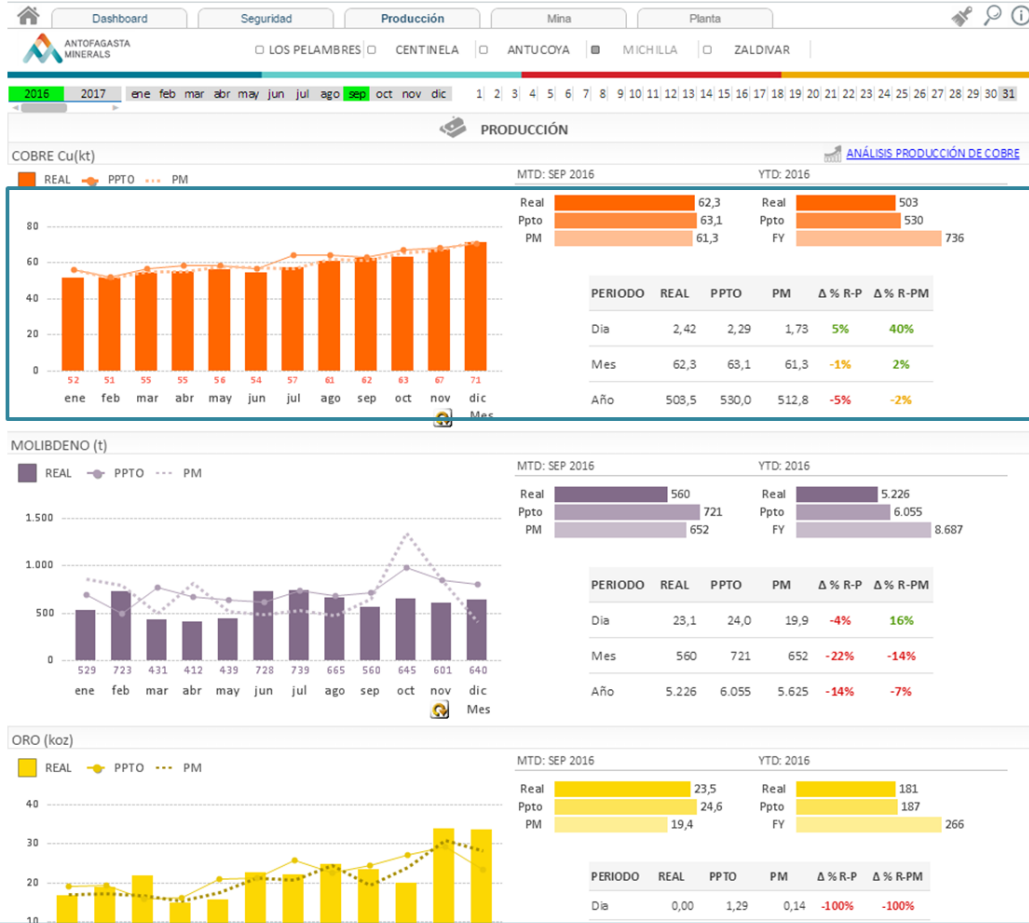 Dashboard Seguridad Producción Mina Planta
ANTOFAGASTA
MINERALS
LOS PELAMBRES CENTINELA ANTUCOYA MICHILLA ZALDIVAR
2016 2017 ene feb mar abr may jun jul ago sep oct nov dic 1 2 3 4 5 6 7 8 9 10 11 12 13 14 15 16 17 18 19 20 21 22 23 24 25 26 27 28 29 30 31
PRODUCCIÓN
COBRE Cu(kt) ANÁLISIS PRODUCCIÓN DE COBRE
REAL PPTO PM
MTD: SEP 2016 YTD: 2016
Real 62,3 Real 503
Ppto 63,1 Ppto 530
PM 61,3 FY 736
80
60
40
20
0
52 51 55 55 56 54 57 61 62 63 67 71
ene feb mar abr may jun jul ago sep oct nov dic
Mes
PERIODO REAL PPTO PM Δ % R-P Δ % R-PM
Dia 2,42 2,29 1,73 5% 40%
Mes 62,3 63,1 61,3 -1% 2%
Año 503,5 530,0 512,8 -5% -2%
MOLIBDENO (t)
REAL PPTO PM
MTD: SEP 2016 YTD: 2016
Real 560 Real 5.226
Ppto 721 Ppto 6.055
PM 652 FY 8.687
1.500
1.000
500
0
529 723 431 412 439 728 739 665 560 645 601 640
ene feb mar abr may jun jul ago sep oct nov dic
Mes
PERIODO REAL PPTO PM Δ % R-P Δ % R-PM
Dia 23,1 24,0 19,9 -4% 16%
Mes 560 721 652 -22% -14%
Año 5.226 6.055 5.625 -14% -7%
ORO (koz)
REAL PPTO PM
MTD: SEP 2016 YTD: 2016
Real 23,5 Real 181
Ppto 24,6 Ppto 187
PM 19,4 FY 266
40
30
20
10
PERIODO REAL PPTO PM Δ % R-P Δ % R-PM
Dia 0,00 1,29 0,14 -100% -100%